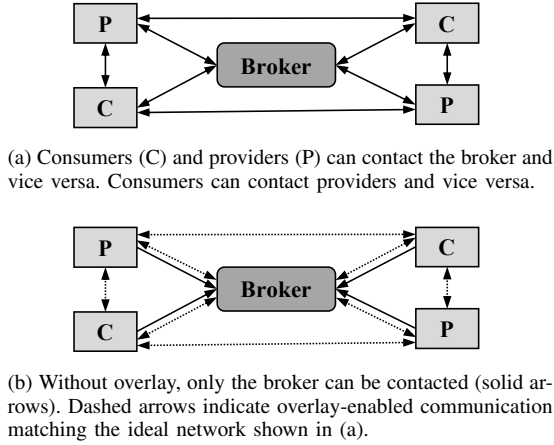 P
C
Broker
C
P
(a) Consumers (C) and providers (P) can contact the broker and
vice versa. Consumers can contact providers and vice versa.
P
C
Broker
C
P
(b) Without overlay, only the broker can be contacted (solid ar-
rows). Dashed arrows indicate overlay-enabled communication
matching the ideal network shown in (a).